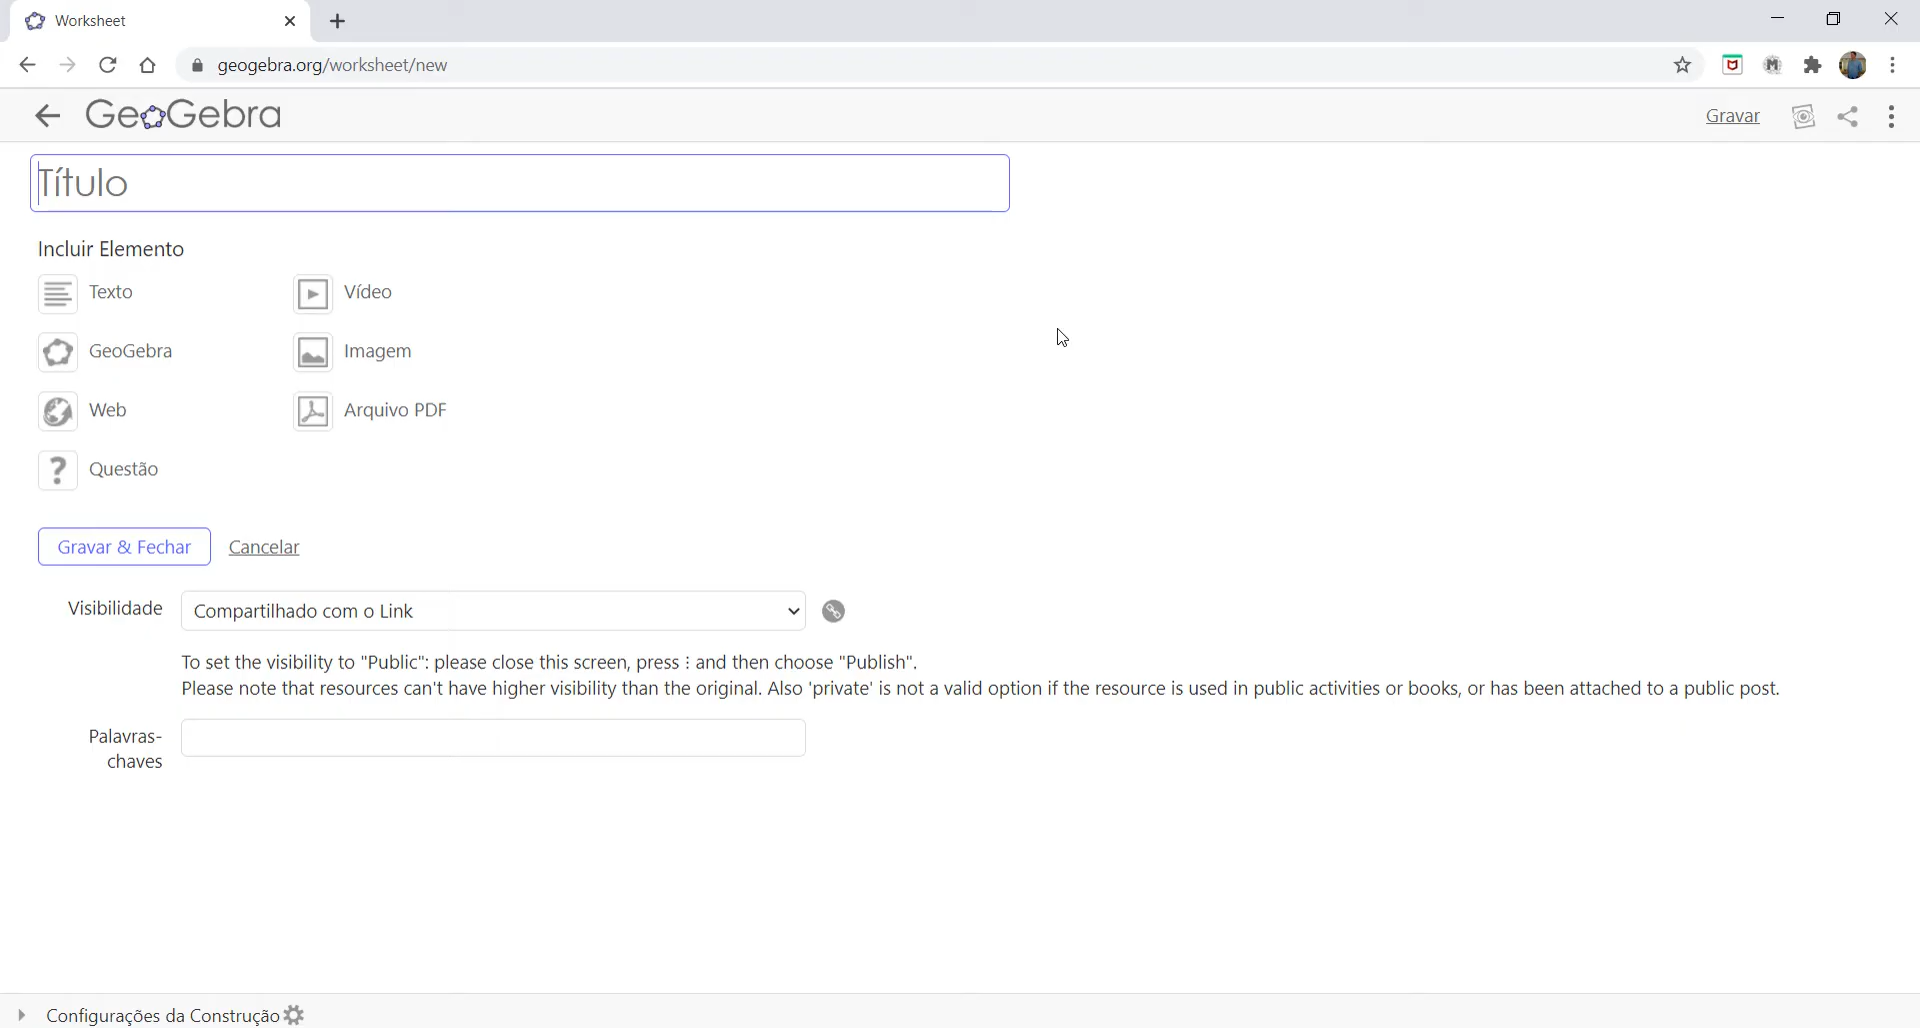 Worksheet
geogebra.org/worksheet/new
GeoGebra
Gravar
Título
Incluir Elemento
Texto
Vídeo
GeoGebra
Imagem
Web
Arquivo PDF
Questão
Gravar & Fechar
Cancelar
Visibilidade
Compartilhado com o Link
To set the visibility to "Public": please close this screen, press ⋮ and then choose "Publish".
Please note that resources can't have higher visibility than the original. Also 'private' is not a valid option if the resource is used in public activities or books, or has been attached to a public post.
Palavras-
chaves
Configurações da Construção